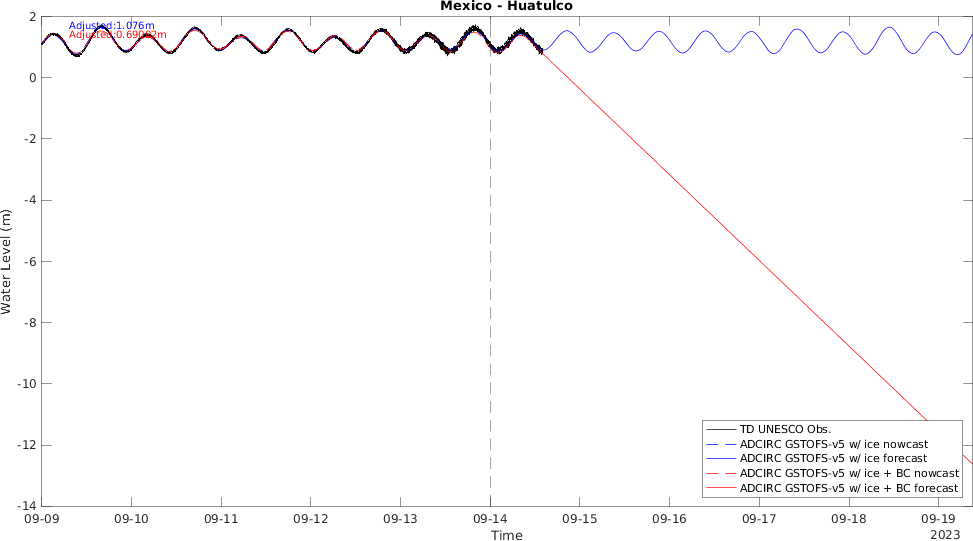 Mexico - Huatulco
Adjusted:1.076m
Adjusted:0.69002m
Water Level (m)
2
0
-2
-4
-6
-8
-10
-12
-14
09-09
09-10
09-11
09-12
09-13
09-14
09-15
09-16
09-17
09-18
09-19
Time
2023
TD UNESCO Obs.
ADCIRC GSTOFS-v5 w/ ice nowcast
ADCIRC GSTOFS-v5 w/ ice forecast
ADCIRC GSTOFS-v5 w/ ice + BC nowcast
ADCIRC GSTOFS-v5 w/ ice + BC forecast